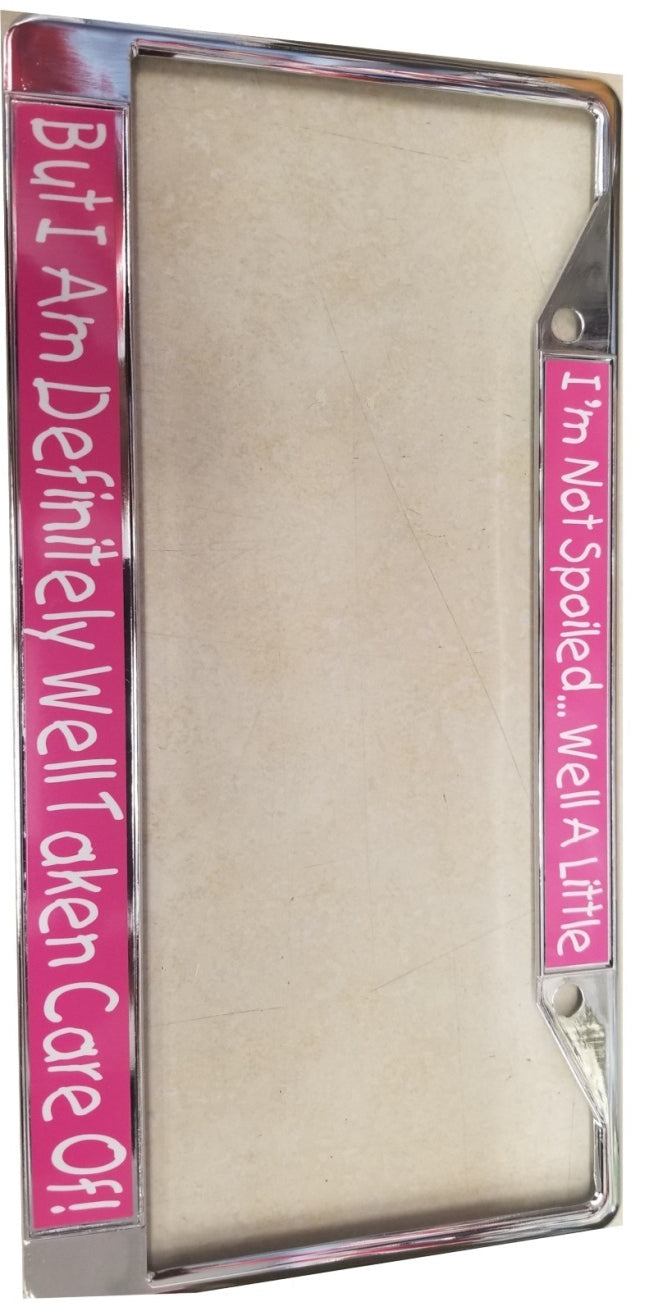 I'm Not Spoiled... Well A Little
But I Am Definitely Well Taken Care Of!